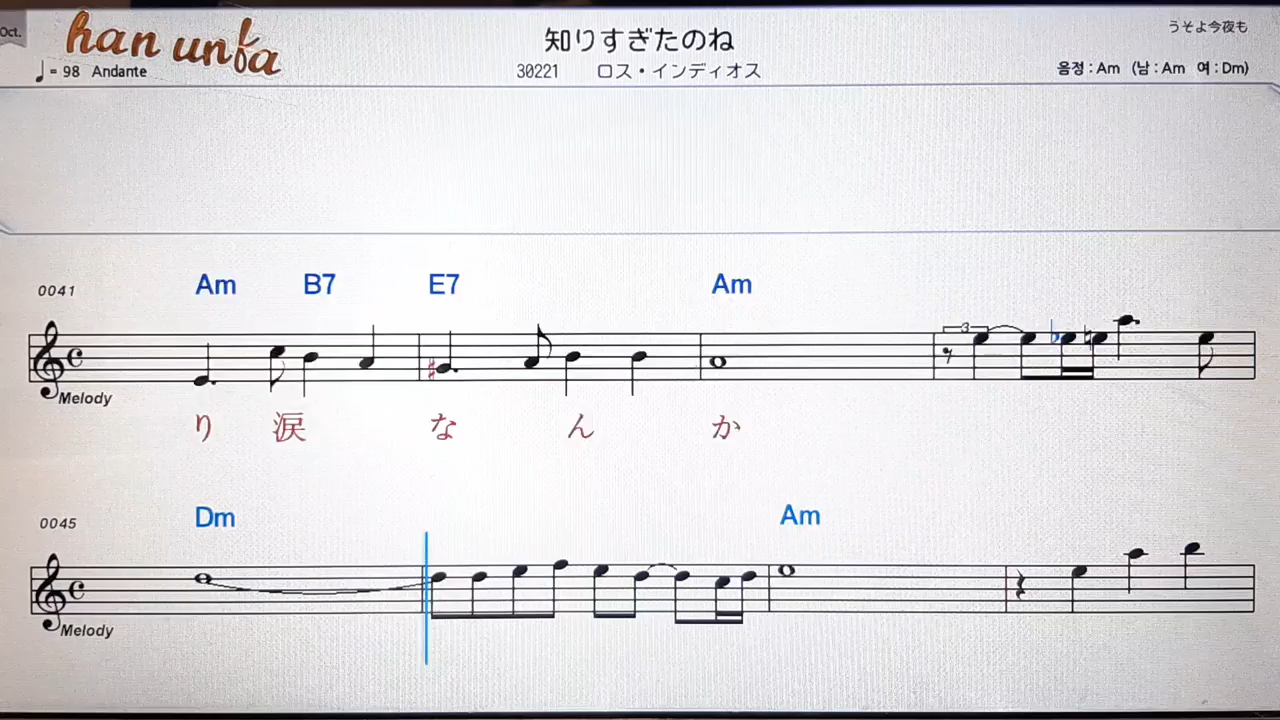 Oct.
han unfa
知りすぎたのね
うそよ今夜も
♩= 98 Andante
30221 ロス・インディオス
음정 : Am (남 : Am 여 : Dm)
0041 Am B7 E7 Am
3
Melody
り 涙 な ん か
0045 Dm Am
Melody